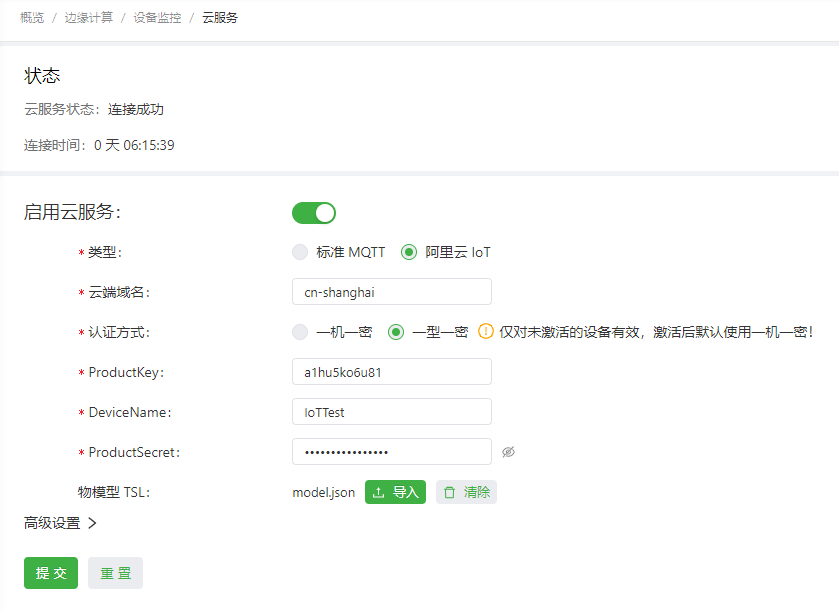 概览 / 边缘计算 / 设备监控 / 云服务
状态
云服务状态: 连接成功
连接时间: 0 天 06:15:39
启用云服务:
* 类型: 标准 MQTT 阿里云 IoT
* 云端域名: cn-shanghai
* 认证方式: 一机一密 一型一密 仅对未激活的设备有效，激活后默认使用一机一密!
* ProductKey: a1hu5ko6u81
* DeviceName: IoTTest
* ProductSecret: ••••••••••••••••
物模型 TSL: model.json 导入 清除
高级设置 >
提交 重置